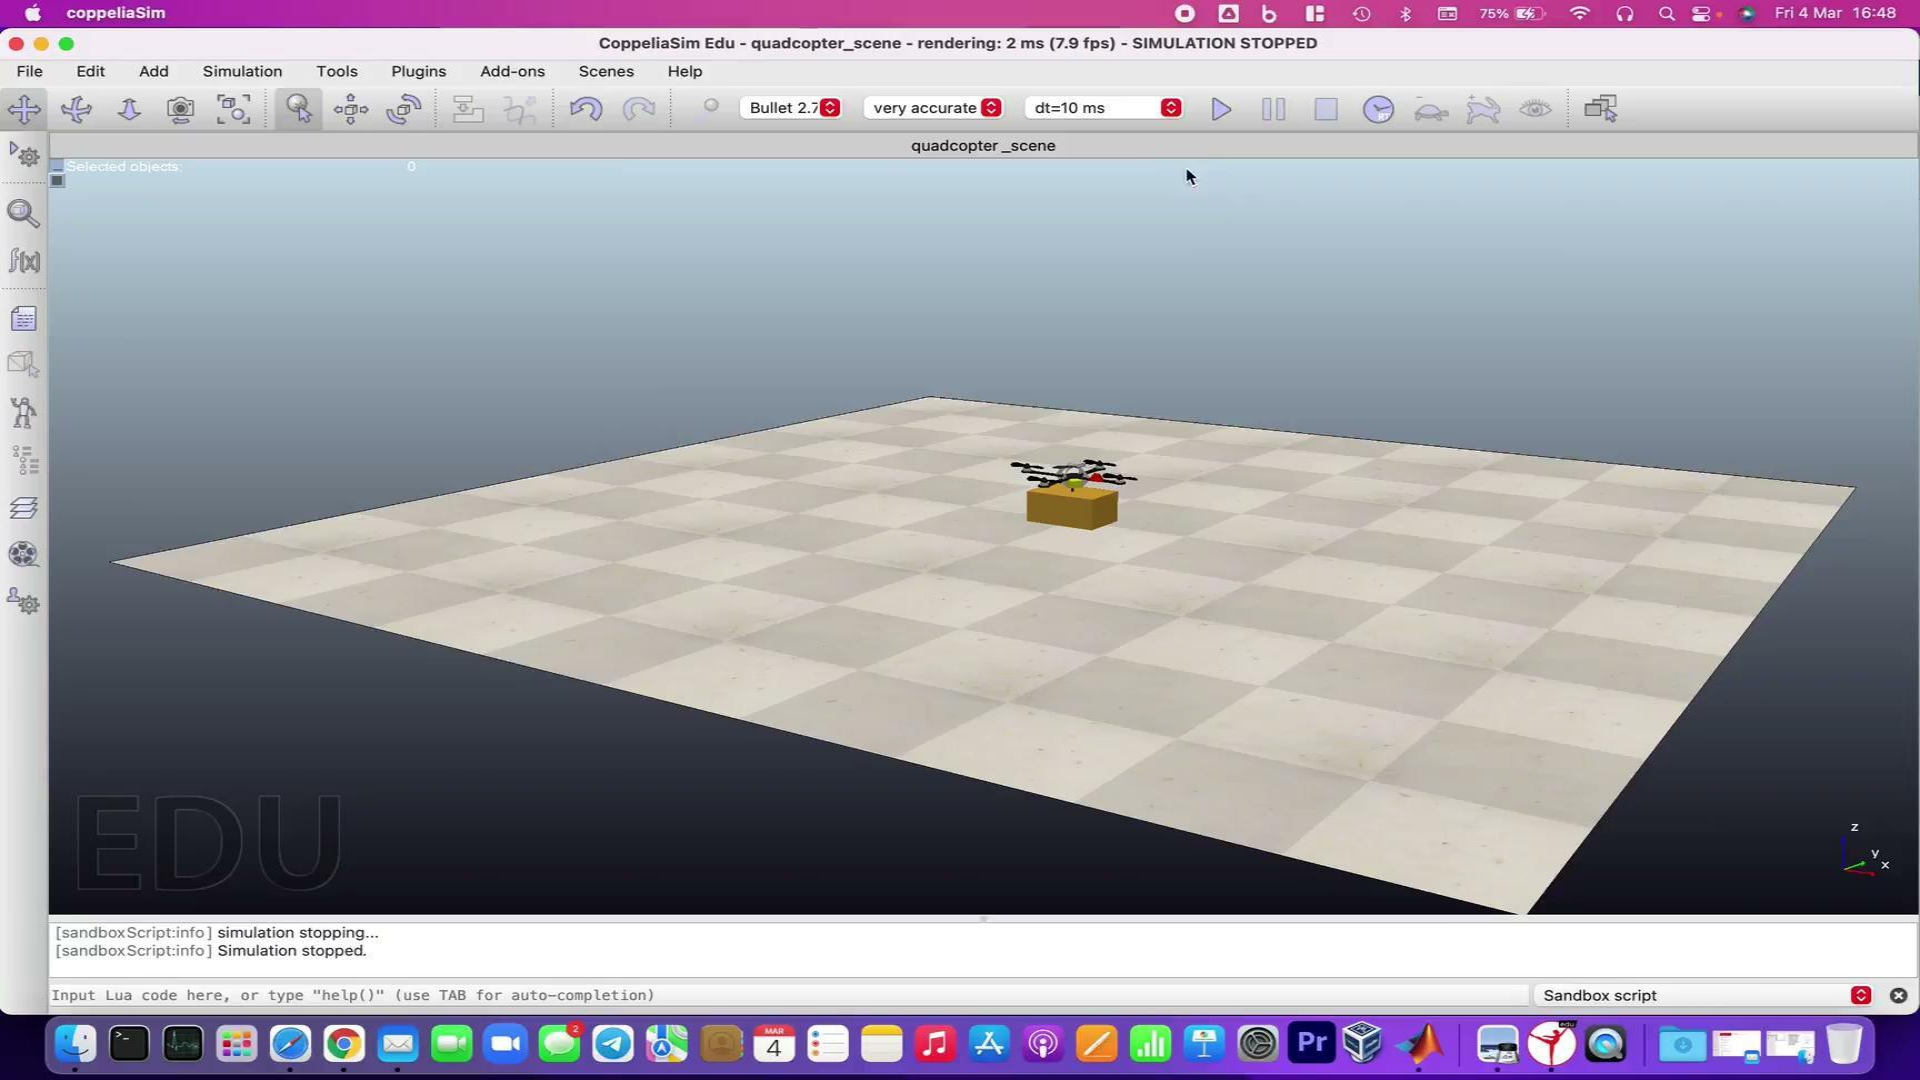 coppeliaSim
75%
Fri 4 Mar 16:48
CoppeliaSim Edu - quadcopter_scene - rendering: 2 ms (7.9 fps) - SIMULATION STOPPED
File Edit Add Simulation Tools Plugins Add-ons Scenes Help
Bullet 2.7 very accurate dt=10 ms
RT
quadcopter _scene
Selected objects: 0
f(x)
EDU
z
y
x
[sandboxScript:info] simulation stopping...
[sandboxScript:info] Simulation stopped.
Input Lua code here, or type "help()" (use TAB for auto-completion)
Sandbox script
2
MAR
4
Pr
edu